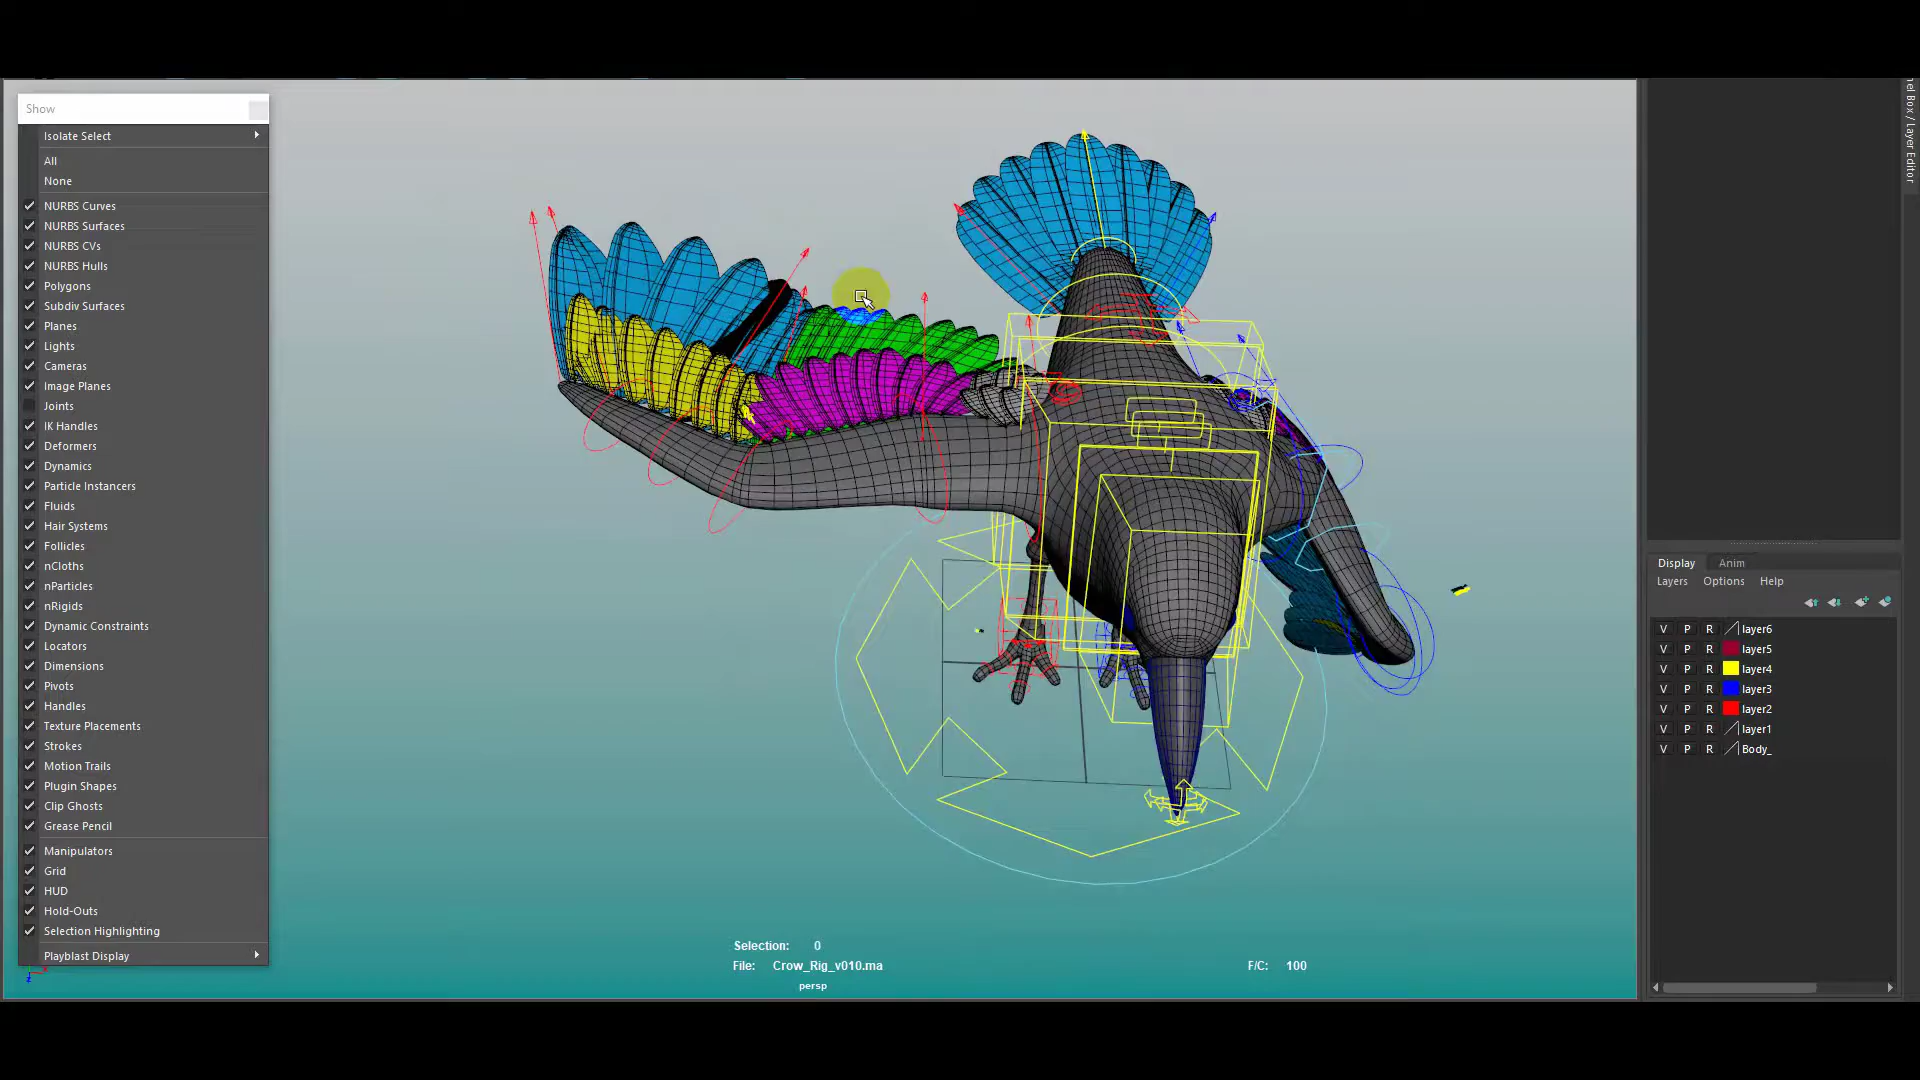 Show
Isolate Select
All
None
NURBS Curves
NURBS Surfaces
NURBS CVs
NURBS Hulls
Polygons
Subdiv Surfaces
Planes
Lights
Cameras
Image Planes
Joints
IK Handles
Deformers
Dynamics
Particle Instancers
Fluids
Hair Systems
Follicles
nCloths
nParticles
nRigids
Dynamic Constraints
Locators
Dimensions
Pivots
Handles
Texture Placements
Strokes
Motion Trails
Plugin Shapes
Clip Ghosts
Grease Pencil
Manipulators
Grid
HUD
Hold-Outs
Selection Highlighting
Playblast Display
Selection: 0
File: Crow_Rig_v010.ma
persp
F/C: 100
Box / Layer Editor
Display Anim
Layers Options Help
V P R layer6
V P R layer5
V P R layer4
V P R layer3
V P R layer2
V P R layer1
V P R Body_